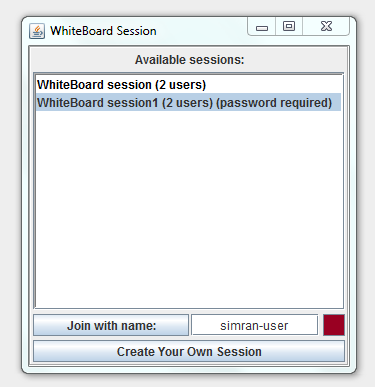 WhiteBoard Session
Available sessions:
WhiteBoard session (2 users)
WhiteBoard session1 (2 users) (password required)
Join with name: simran-user
Create Your Own Session